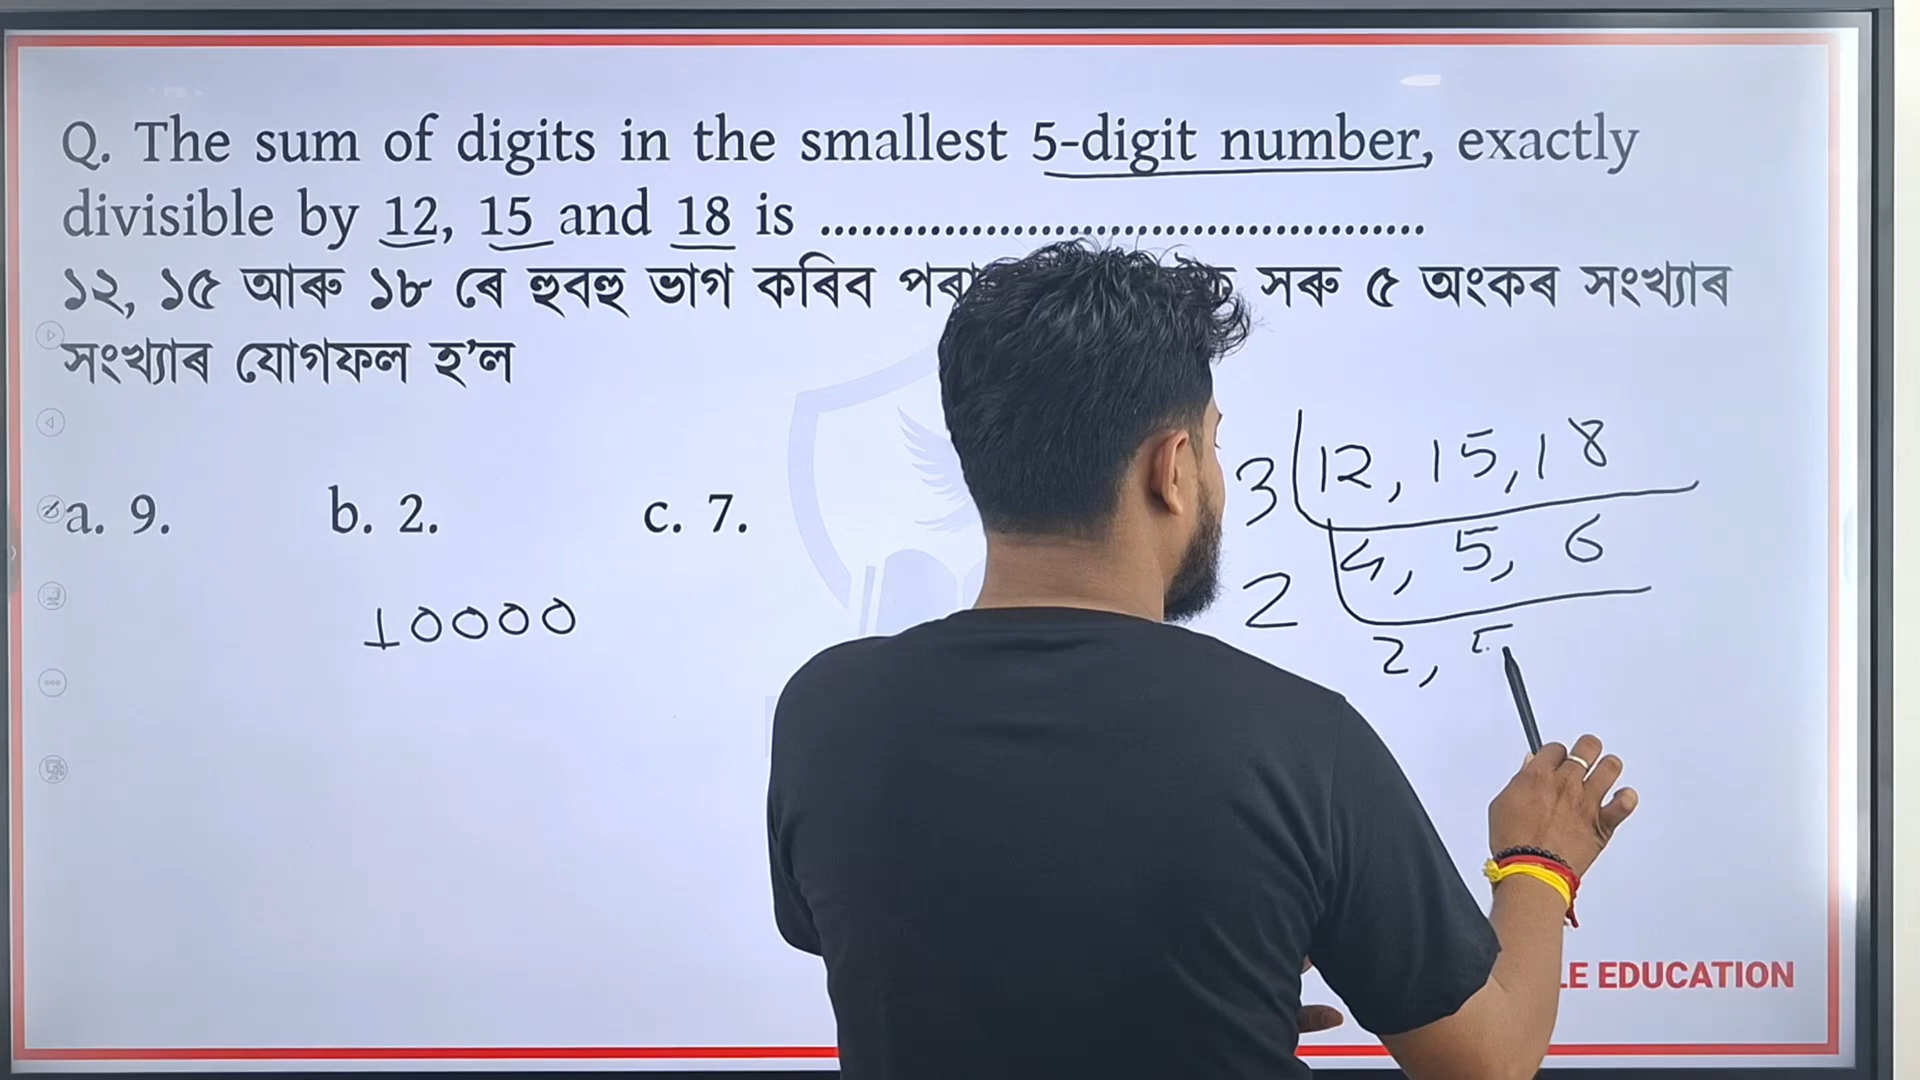 Q. The sum of digits in the smallest 5-digit number, exactly
divisible by 12, 15 and 18 is ............................................
১২, ১৫ আৰু ১৮ ৰে হুবহু ভাগ কৰিব সৰু ৫ অংকৰ সংখ্যাৰ
সংখ্যাৰ যোগফল হ’ল
3 12, 15, 18
a. 9. b. 2. c. 7.
2 4, 5, 6
10000
2, 5
EDUCATION